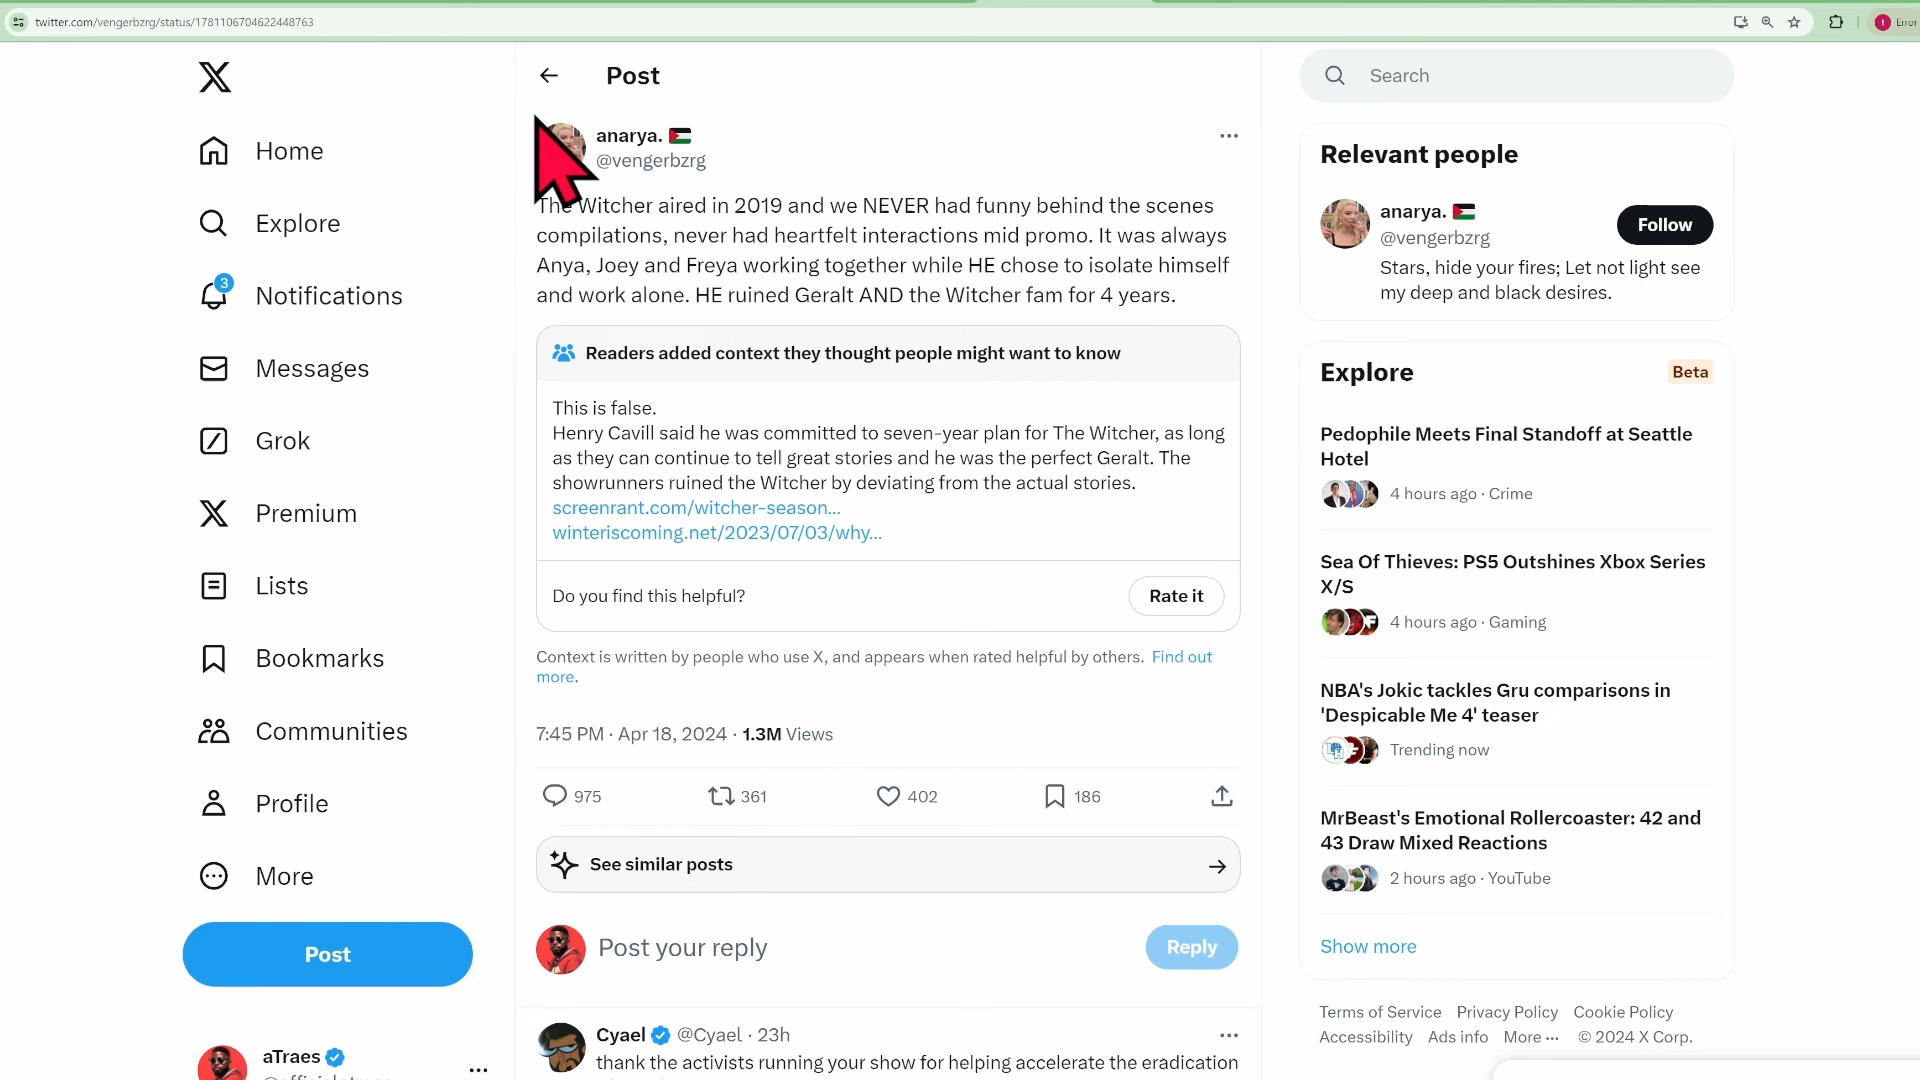 twitter.com/vengerbzrg/status/1781106704622448763
Error
Home
Explore
3
Notifications
Messages
Grok
Premium
Lists
Bookmarks
Communities
Profile
More
Post
aTraes
Post
anarya.
@vengerbzrg
The Witcher aired in 2019 and we NEVER had funny behind the scenes
compilations, never had heartfelt interactions mid promo. It was always
Anya, Joey and Freya working together while HE chose to isolate himself
and work alone. HE ruined Geralt AND the Witcher fam for 4 years.
Readers added context they thought people might want to know
This is false.
Henry Cavill said he was committed to seven-year plan for The Witcher, as long
as they can continue to tell great stories and he was the perfect Geralt. The
showrunners ruined the Witcher by deviating from the actual stories.
screenrant.com/witcher-season...
winteriscoming.net/2023/07/03/why...
Do you find this helpful?
Rate it
Context is written by people who use X, and appears when rated helpful by others. Find out
more.
7:45 PM · Apr 18, 2024 · 1.3M Views
975
361
402
186
See similar posts
Post your reply
Reply
Cyael @Cyael · 23h
thank the activists running your show for helping accelerate the eradication
Search
Relevant people
anarya.
@vengerbzrg
Follow
Stars, hide your fires; Let not light see
my deep and black desires.
Explore
Beta
Pedophile Meets Final Standoff at Seattle
Hotel
4 hours ago · Crime
Sea Of Thieves: PS5 Outshines Xbox Series
X/S
4 hours ago · Gaming
NBA's Jokic tackles Gru comparisons in
'Despicable Me 4' teaser
Trending now
MrBeast's Emotional Rollercoaster: 42 and
43 Draw Mixed Reactions
2 hours ago · YouTube
Show more
Terms of Service Privacy Policy Cookie Policy
Accessibility Ads info More ··· © 2024 X Corp.